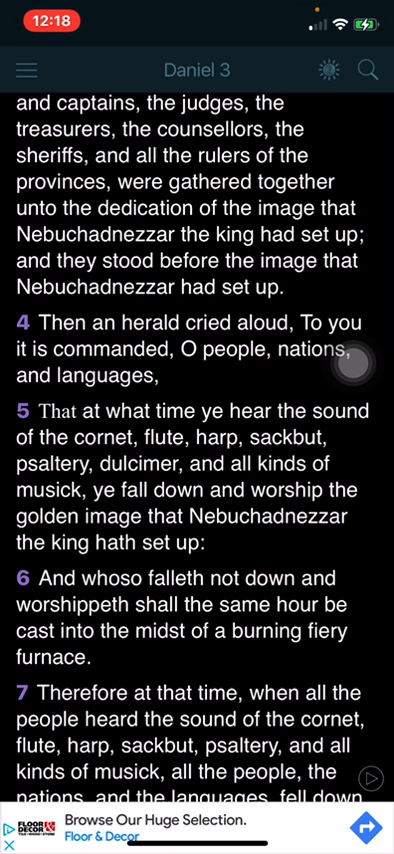 12:18
Daniel 3
and captains, the judges, the
treasurers, the counsellors, the
sheriffs, and all the rulers of the
provinces, were gathered together
unto the dedication of the image that
Nebuchadnezzar the king had set up;
and they stood before the image that
Nebuchadnezzar had set up.
4 Then an herald cried aloud, To you
it is commanded, O people, nations,
and languages,
5 That at what time ye hear the sound
of the cornet, flute, harp, sackbut,
psaltery, dulcimer, and all kinds of
musick, ye fall down and worship the
golden image that Nebuchadnezzar
the king hath set up:
6 And whoso falleth not down and
worshippeth shall the same hour be
cast into the midst of a burning fiery
furnace.
7 Therefore at that time, when all the
people heard the sound of the cornet,
flute, harp, sackbut, psaltery, and all
kinds of musick, all the people, the
nations, and the languages, fell down
FLOOR & DECOR
Browse Our Huge Selection.
Floor & Decor